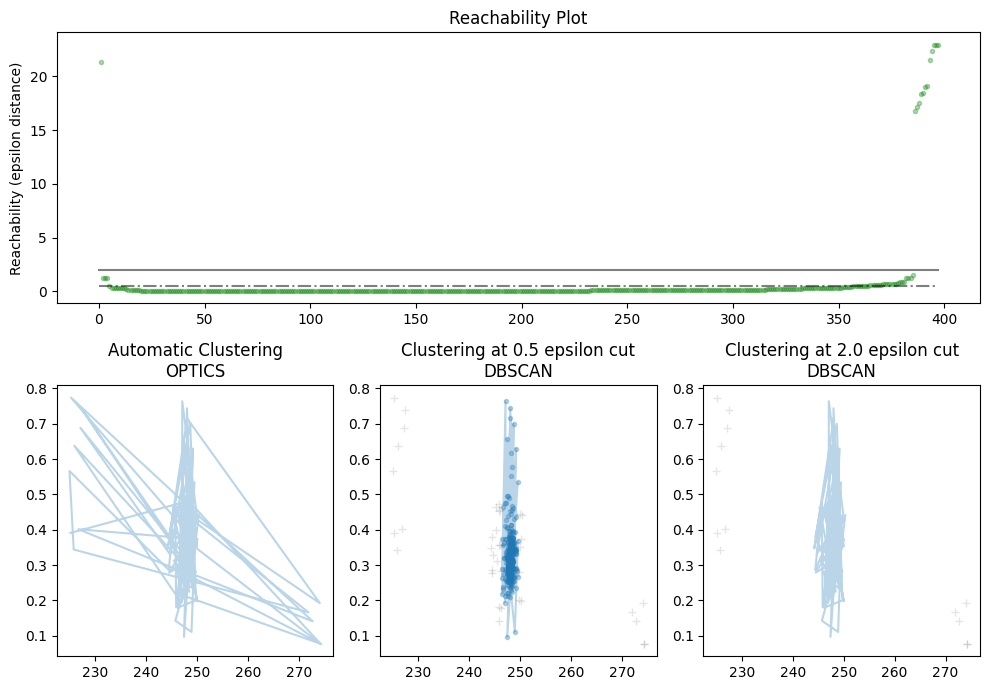 Reachability Plot
Reachability (epsilon distance)
20
15
10
5
0
0 50 100 150 200 250 300 350 400
Automatic Clustering
OPTICS
0.8
0.7
0.6
0.5
0.4
0.3
0.2
0.1
230 240 250 260 270
Clustering at 0.5 epsilon cut
DBSCAN
0.8
0.7
0.6
0.5
0.4
0.3
0.2
0.1
230 240 250 260 270
Clustering at 2.0 epsilon cut
DBSCAN
0.8
0.7
0.6
0.5
0.4
0.3
0.2
0.1
230 240 250 260 270